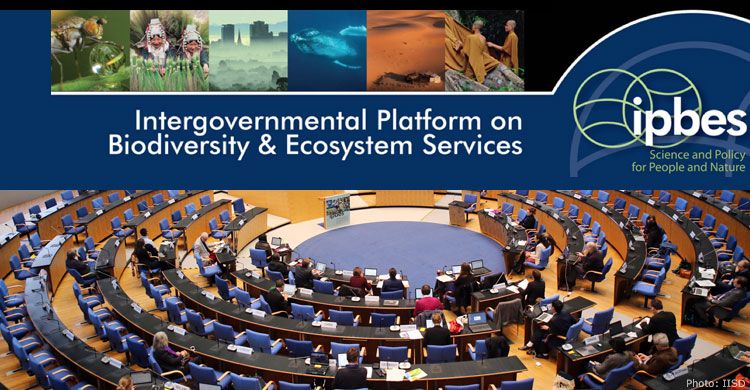 Intergovernmental Platform on
Biodiversity & Ecosystem Services
ipbes
Science and Policy
for People and Nature
Photo: IISD